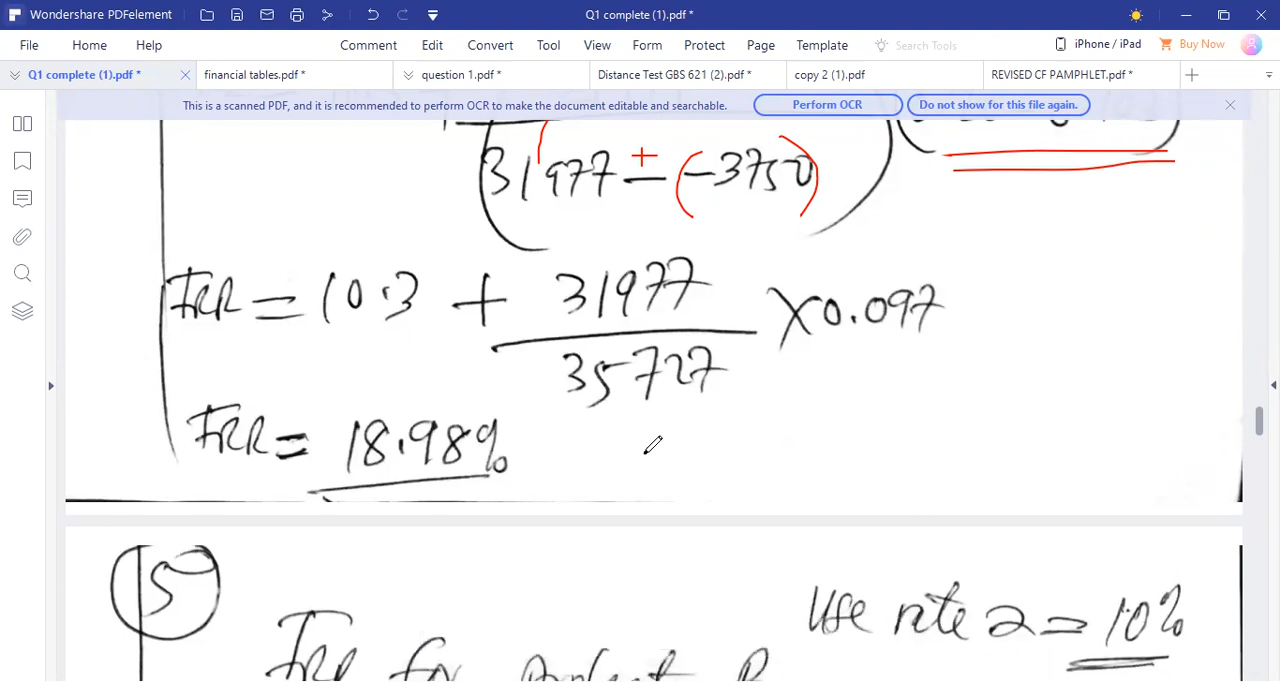 Wondershare PDFelement
Q1 complete (1).pdf *
File Home Help Comment Edit Convert Tool View Form Protect Page Template Search Tools iPhone / iPad Buy Now
Q1 complete (1).pdf * financial tables.pdf * question 1.pdf * Distance Test GBS 621 (2).pdf * copy 2 (1).pdf REVISED CF PAMPHLET.pdf *
This is a scanned PDF, and it is recommended to perform OCR to make the document editable and searchable. Perform OCR Do not show for this file again.
(31977 - + (-3750))
IRR = 10.3 + 31977 × 0.097
35727
IRR = 18.98%
5
Use rate 2 = 10%
IRR for